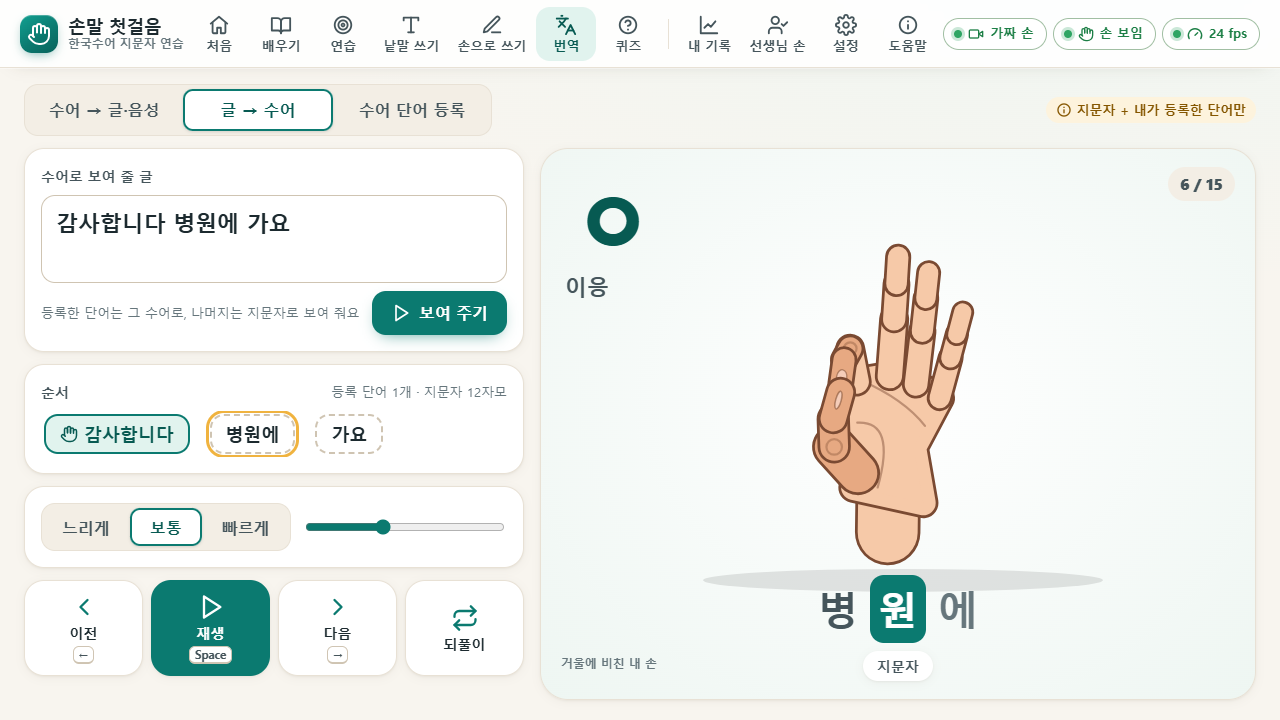 손말 첫걸음
한국수어 지문자 연습
처음
배우기
연습
낱말 쓰기
손으로 쓰기
번역
퀴즈
내 기록
선생님 손
설정
도움말
가짜 손
손 보임
24 fps
수어 → 글·음성
글 → 수어
수어 단어 등록
지문자 + 내가 등록한 단어만
수어로 보여 줄 글
감사합니다 병원에 가요
등록한 단어는 그 수어로, 나머지는 지문자로 보여 줘요
보여 주기
순서
등록 단어 1개 · 지문자 12자모
감사합니다
병원에
가요
느리게
보통
빠르게
이전
←
재생
Space
다음
→
되풀이
6 / 15
ㅇ
이응
병 원 에
거울에 비친 내 손
지문자